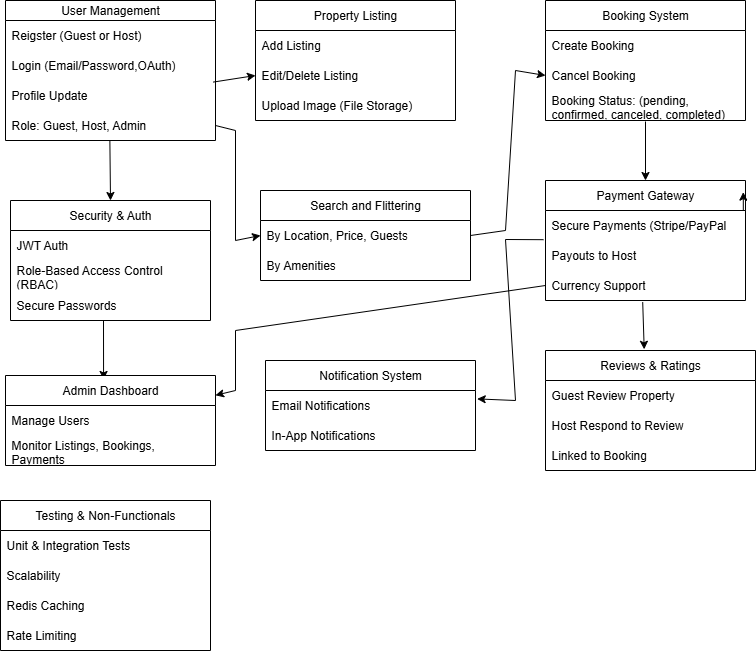 User Management
Reigster (Guest or Host)
Login (Email/Password,OAuth)
Profile Update
Role: Guest, Host, Admin
Property Listing
Add Listing
Edit/Delete Listing
Upload Image (File Storage)
Booking System
Create Booking
Cancel Booking
Booking Status: (pending,
confirmed, canceled, completed)
Security & Auth
JWT Auth
Role-Based Access Control
(RBAC)
Secure Passwords
Search and Flittering
By Location, Price, Guests
By Amenities
Payment Gateway
Secure Payments (Stripe/PayPal
Payouts to Host
Currency Support
Admin Dashboard
Manage Users
Monitor Listings, Bookings,
Payments
Notification System
Email Notifications
In-App Notifications
Reviews & Ratings
Guest Review Property
Host Respond to Review
Linked to Booking
Testing & Non-Functionals
Unit & Integration Tests
Scalability
Redis Caching
Rate Limiting